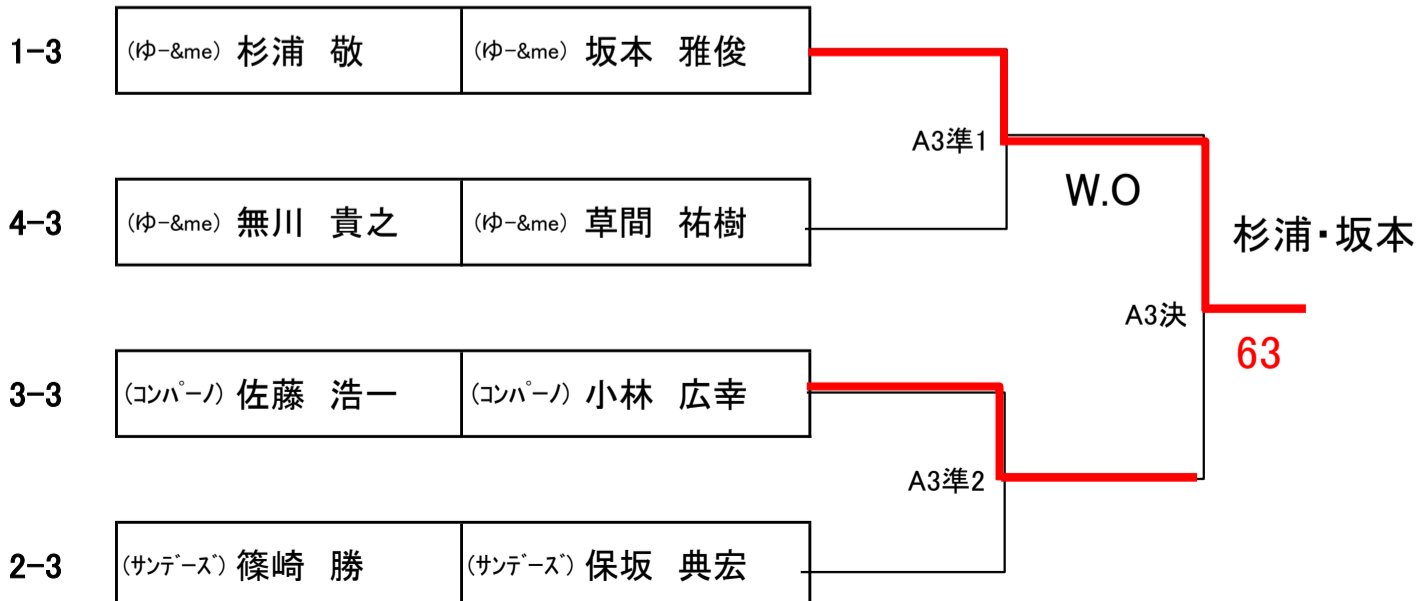 1-3 (ゆ-&me) 杉浦 敬 (ゆ-&me) 坂本 雅俊
A3準1
W.O
4-3 (ゆ-&me) 無川 貴之 (ゆ-&me) 草間 祐樹
杉浦・坂本
A3決
63
3-3 (コンパーノ) 佐藤 浩一 (コンパーノ) 小林 広幸
A3準2
2-3 (サンデーズ) 篠崎 勝 (サンデーズ) 保坂 典宏